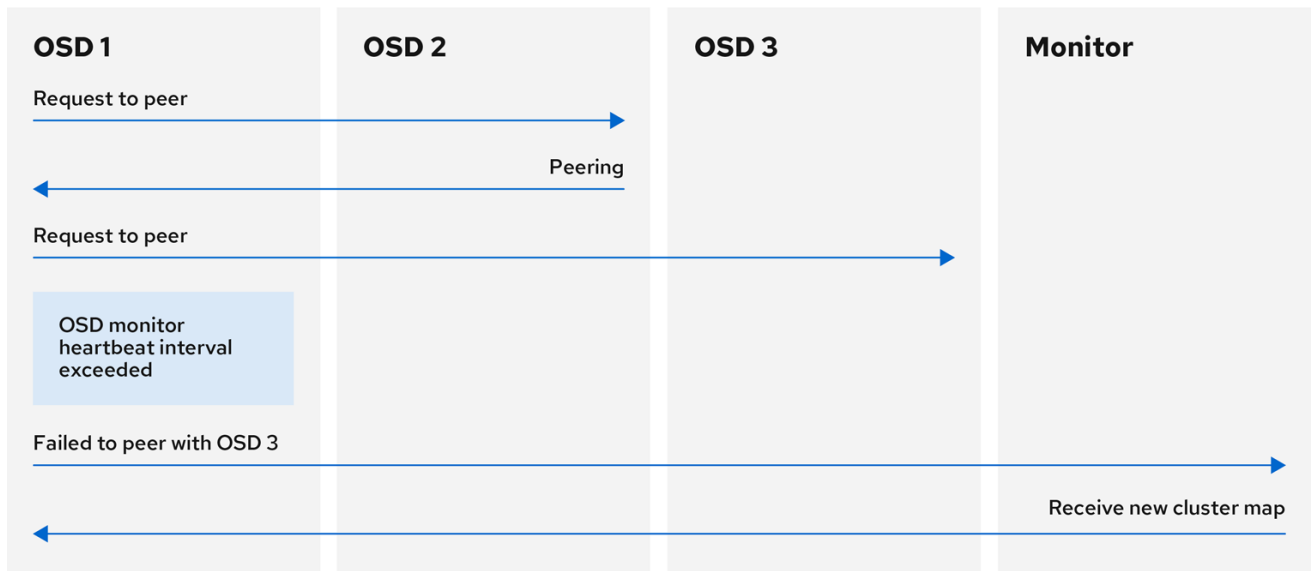 OSD 1
OSD 2
OSD 3
Monitor
Request to peer
Peering
Request to peer
OSD monitor
heartbeat interval
exceeded
Failed to peer with OSD 3
Receive new cluster map